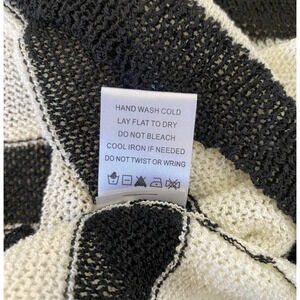 HAND WASH COLD
LAY FLAT TO DRY
DO NOT BLEACH
COOL IRON IF NEEDED
DO NOT TWIST OR WRING